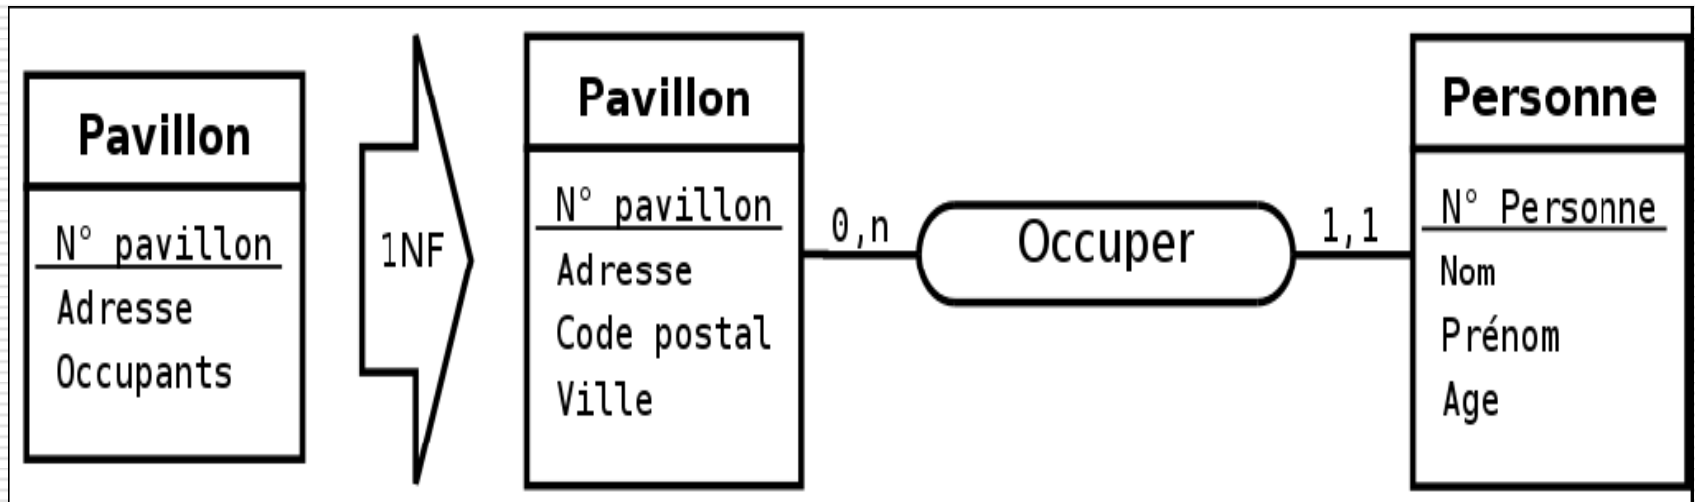 Pavillon
N° pavillon
Adresse
Occupants
1NF
Pavillon
N° pavillon
Adresse
Code postal
Ville
0,n
Occuper
1,1
Personne
N° Personne
Nom
Prénom
Age